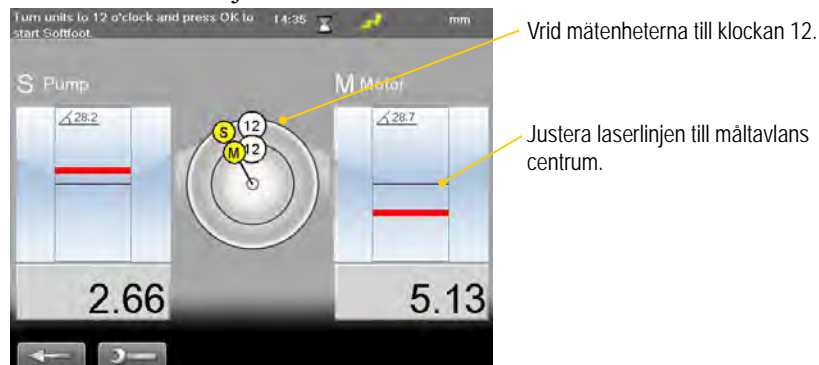 Turn units to 12 o'clock and press OK to
start Softfoot.
14:35
mm
Vrid mätenheterna till klockan 12.
S Pump
M Motor
28.2
S
12
M
12
28.7
Justera laserlinjen till måltavlans
centrum.
2.66
5.13